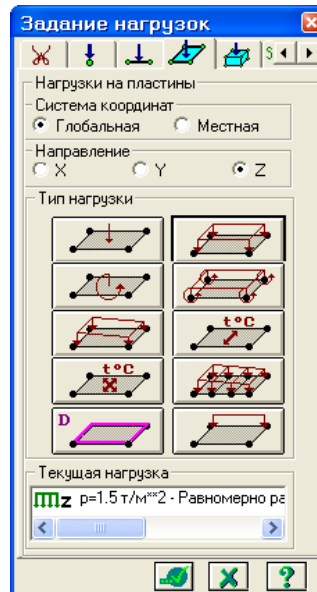 Задание нагрузок
S
Нагрузки на пластины
Система координат
Глобальная Местная
Направление
X Y Z
Тип нагрузки
t°C
t°C
D
Текущая нагрузка
z p=1.5 т/м**2 - Равномерно ра
?